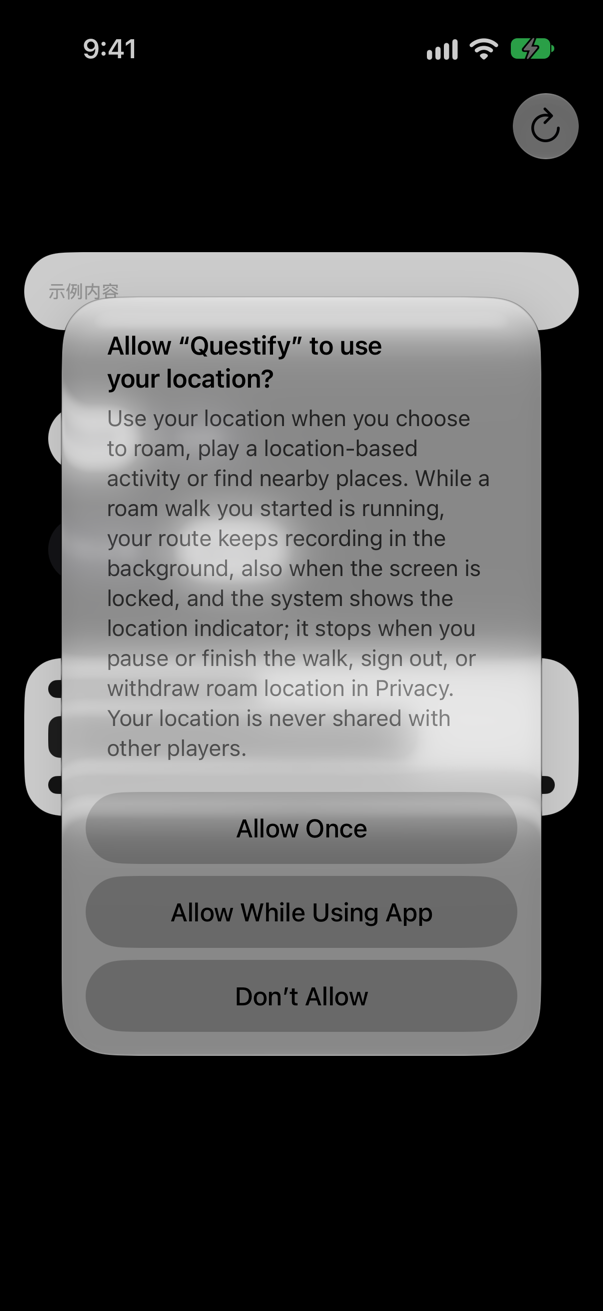 9:41
示例内容
Allow “Questify” to use
your location?
Use your location when you choose
to roam, play a location-based
activity or find nearby places. While a
roam walk you started is running,
your route keeps recording in the
background, also when the screen is
locked, and the system shows the
location indicator; it stops when you
pause or finish the walk, sign out, or
withdraw roam location in Privacy.
Your location is never shared with
other players.
Allow Once
Allow While Using App
Don’t Allow